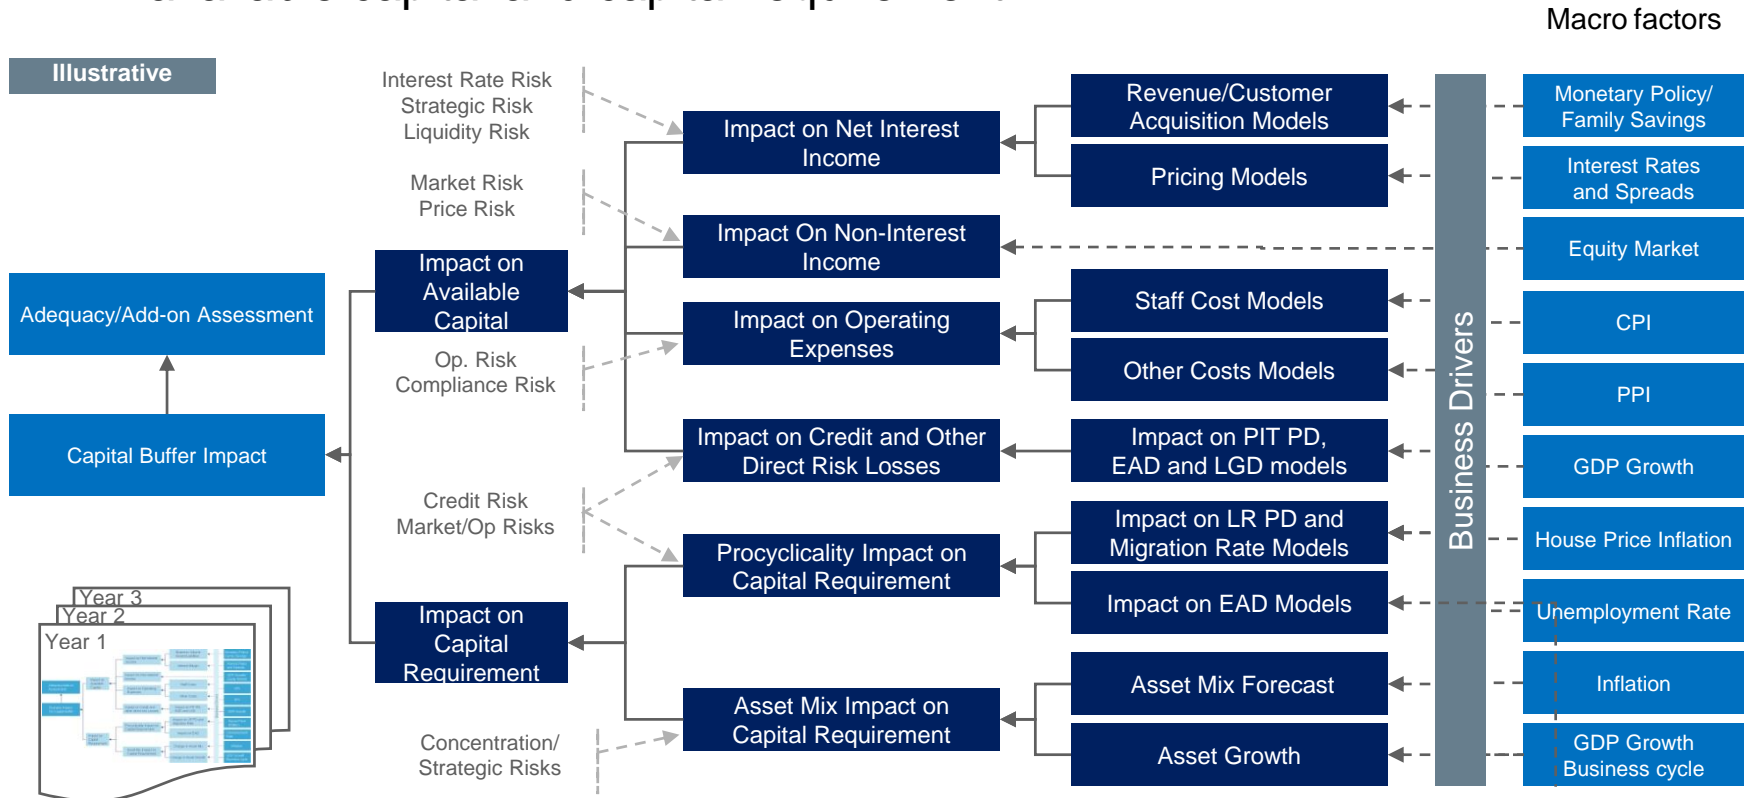 Macro factors
Illustrative
Interest Rate Risk
Strategic Risk
Liquidity Risk
Market Risk
Price Risk
Op. Risk
Compliance Risk
Credit Risk
Market/Op Risks
Concentration/
Strategic Risks
Adequacy/Add-on Assessment
Capital Buffer Impact
Impact on
Available
Capital
Impact on
Capital
Requirement
Impact on Net Interest
Income
Impact On Non-Interest
Income
Impact on Operating
Expenses
Impact on Credit and Other
Direct Risk Losses
Procyclicality Impact on
Capital Requirement
Asset Mix Impact on
Capital Requirement
Revenue/Customer
Acquisition Models
Pricing Models
Staff Cost Models
Other Costs Models
Impact on PIT PD,
EAD and LGD models
Impact on LR PD and
Migration Rate Models
Impact on EAD Models
Asset Mix Forecast
Asset Growth
Business Drivers
Monetary Policy/
Family Savings
Interest Rates
and Spreads
Equity Market
CPI
PPI
GDP Growth
House Price Inflation
Unemployment Rate
Inflation
GDP Growth
Business cycle
Year 3
Year 2
Year 1